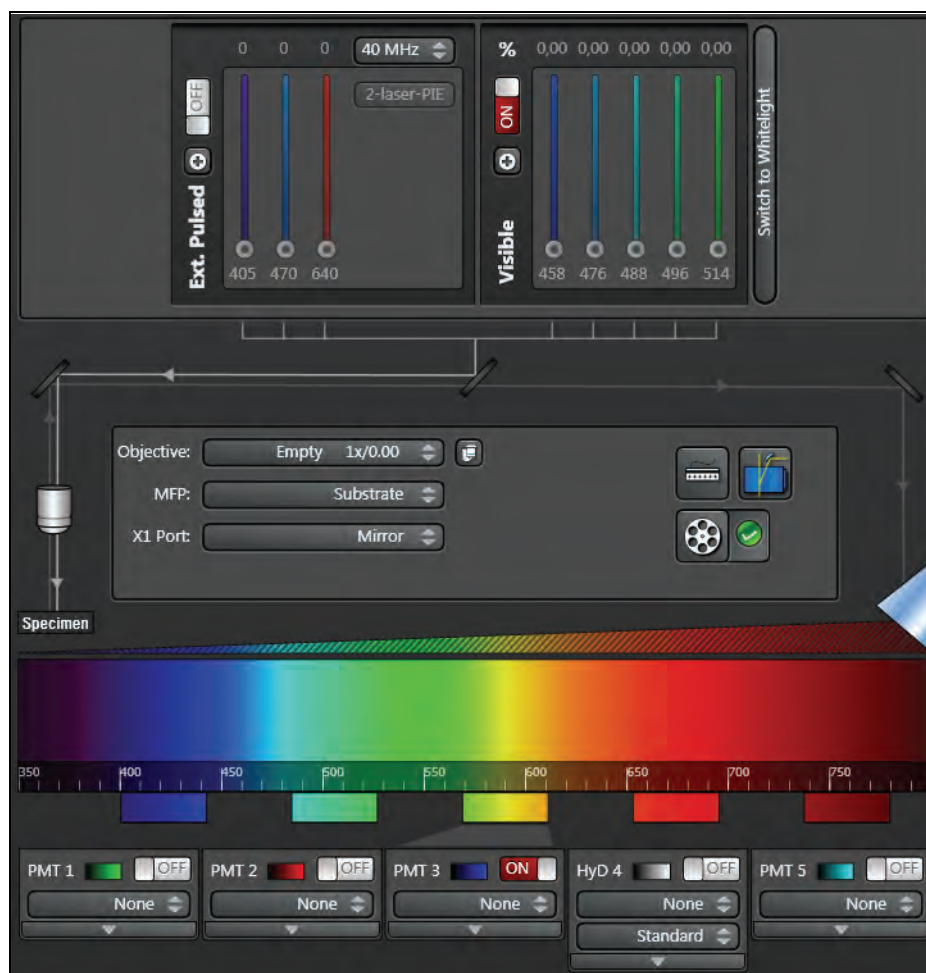 0 0 0 40 MHz % 0,00 0,00 0,00 0,00 0,00
OFF 2-laser-PIE ON
Ext. Pulsed Visible Switch to Whitelight
405 470 640 458 476 488 496 514
Objective: Empty 1x/0.00
MFP: Substrate
X1 Port: Mirror
Specimen
350 400 450 500 550 600 650 700 750
PMT 1 OFF PMT 2 OFF PMT 3 ON HyD 4 OFF PMT 5 OFF
None None None None None
Standard